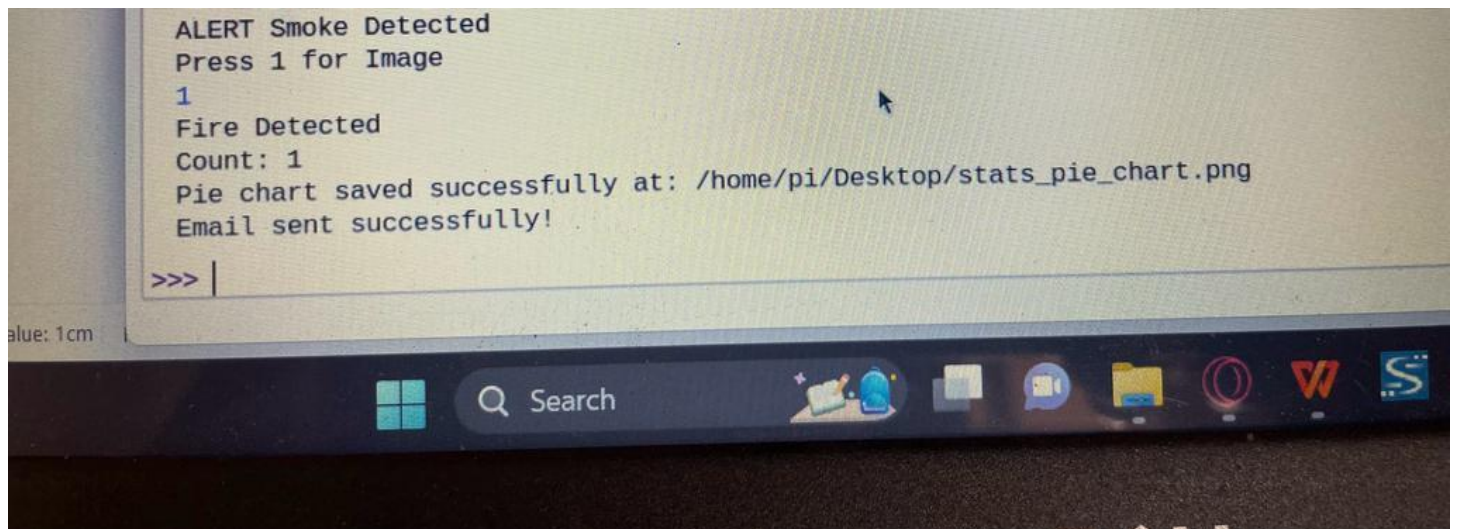 ALERT Smoke Detected
Press 1 for Image
1
Fire Detected
Count: 1
Pie chart saved successfully at: /home/pi/Desktop/stats_pie_chart.png
Email sent successfully!
>>>
alue: 1cm
Search